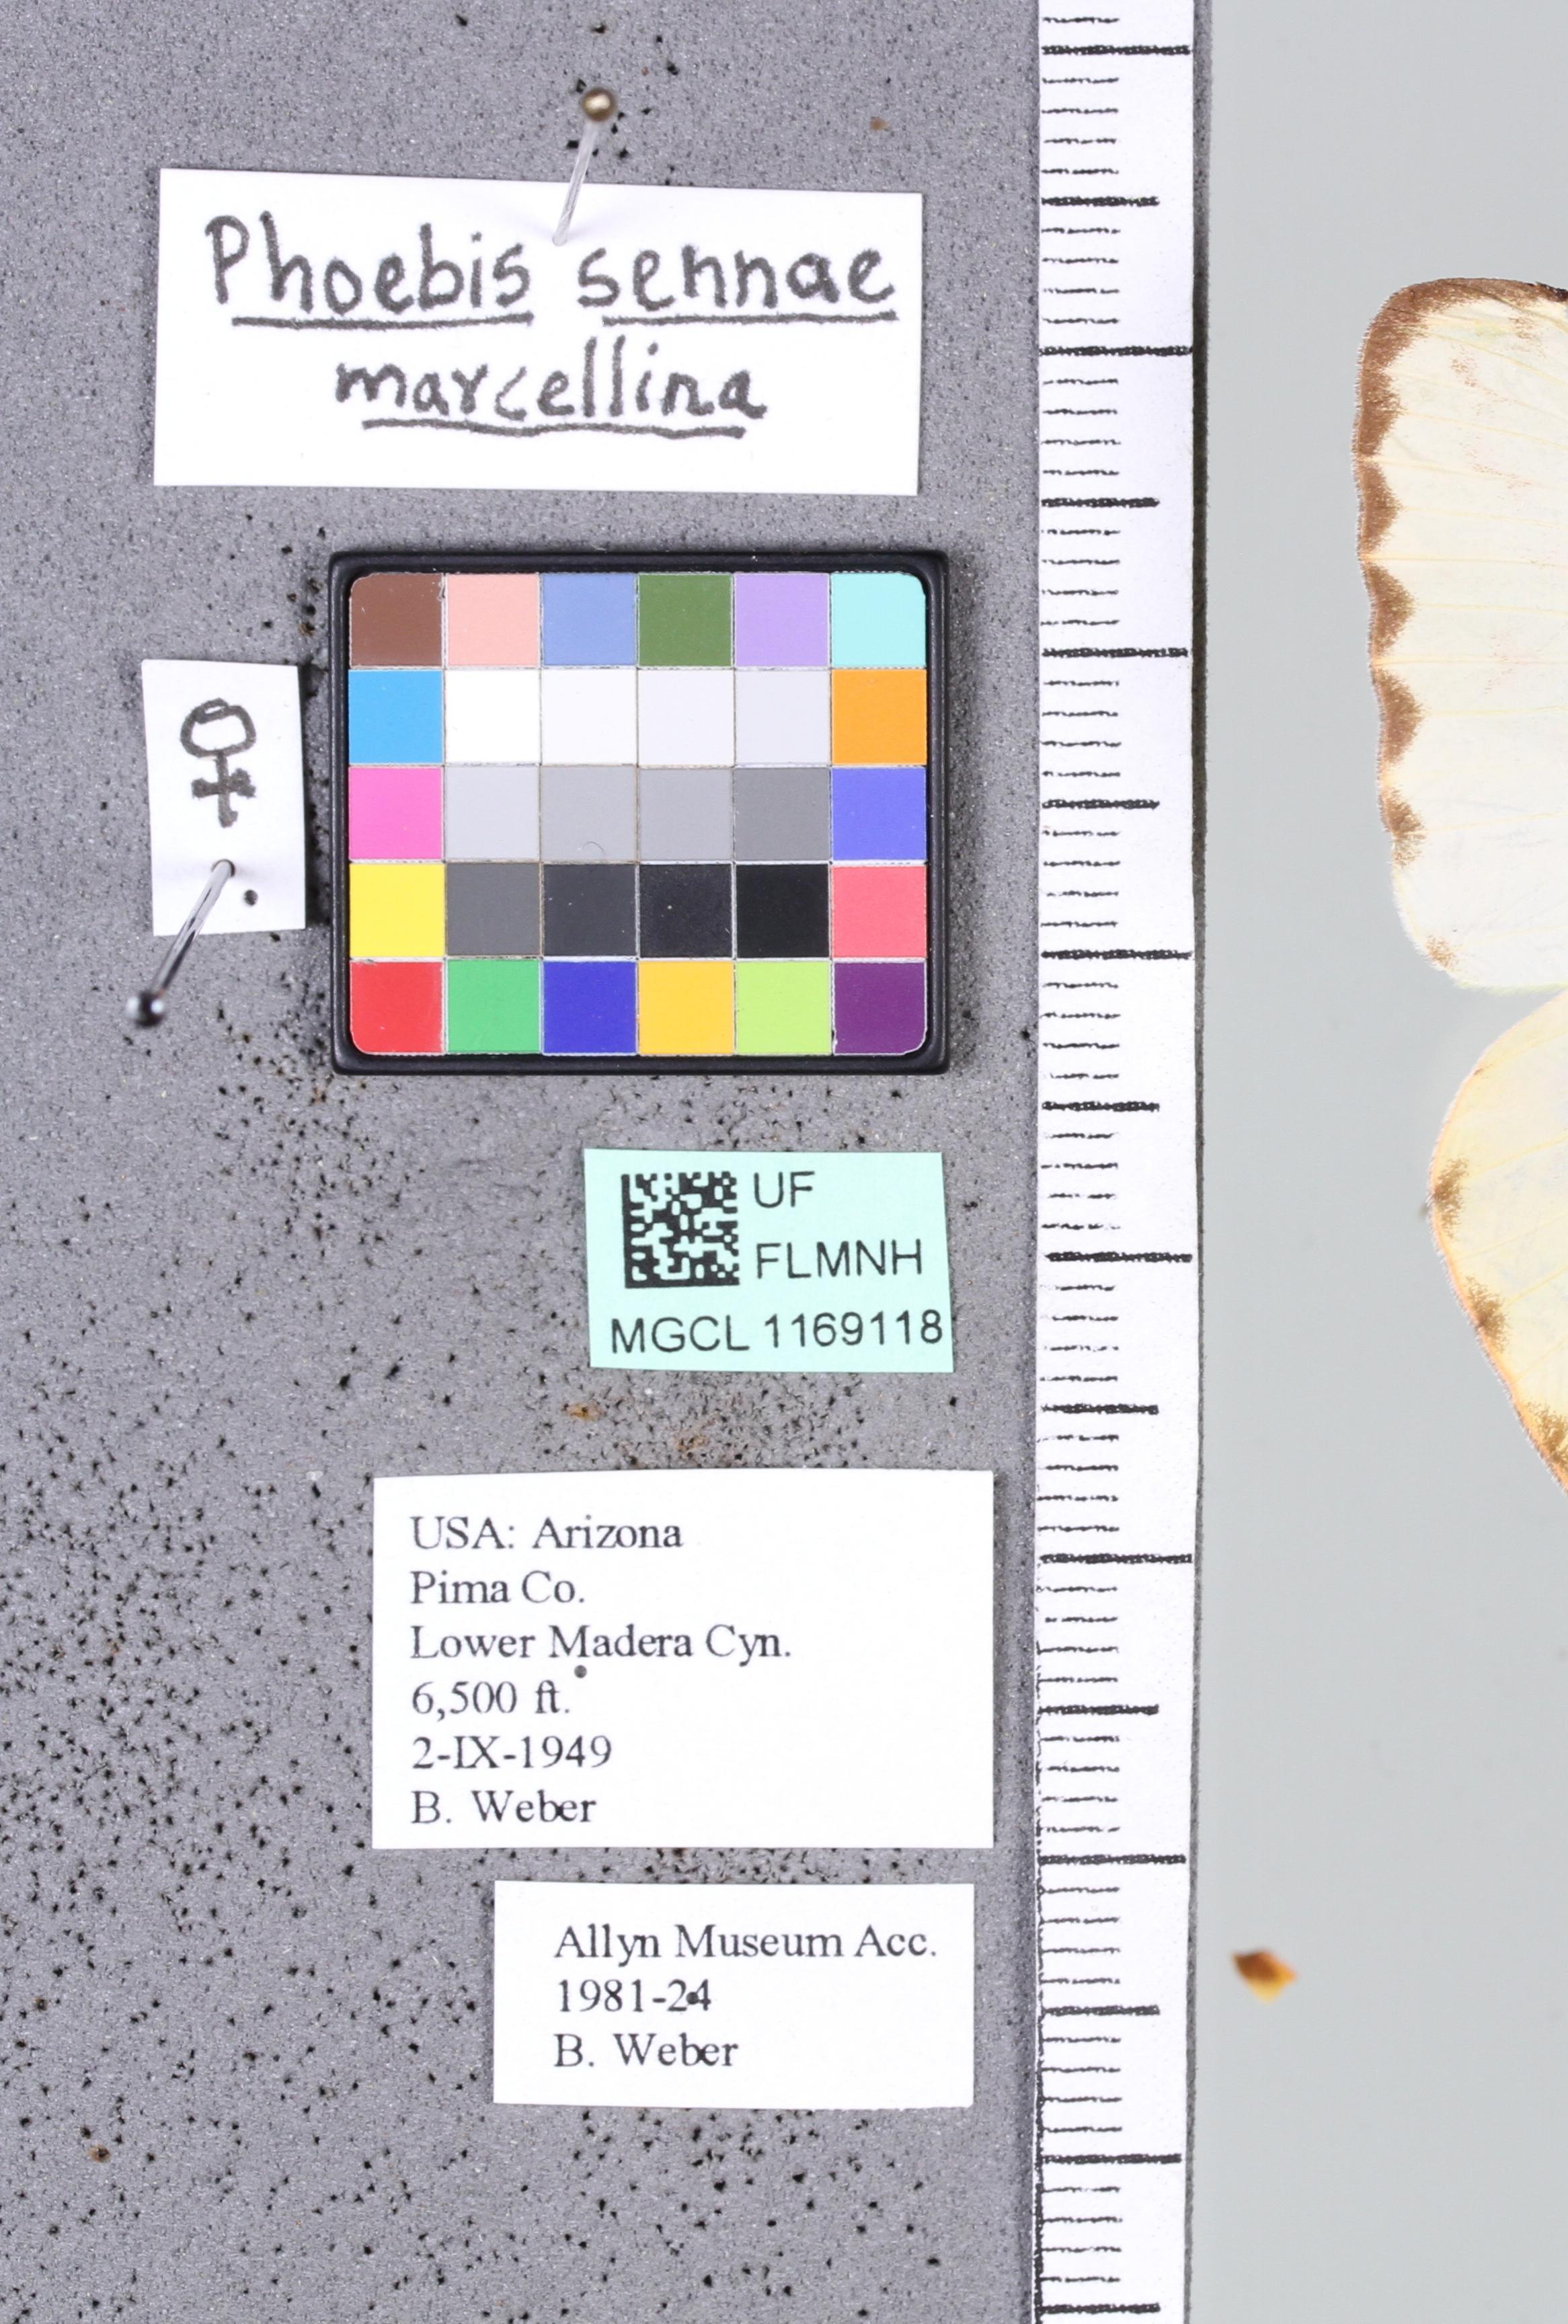 Phoebis sennae
marcellina
♀
UF
FLMNH
MGCL 1169118
USA: Arizona
Pima Co.
Lower Madera Cyn.
6,500 ft.
2-IX-1949
B. Weber
Allyn Museum Acc.
1981-24
B. Weber